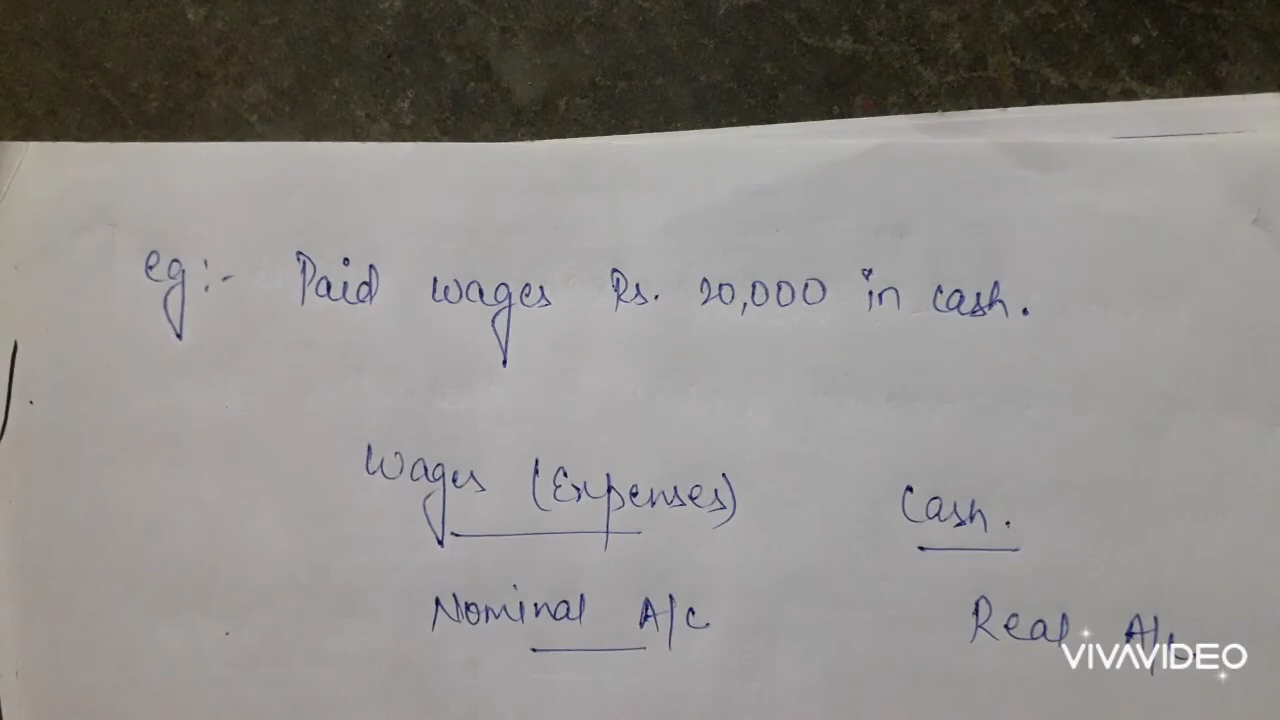 eg:- Paid wages Rs. 20,000 in cash.
Wages (Expenses) Cash.
Nominal A/c Real A/c.
VIVAVIDEO